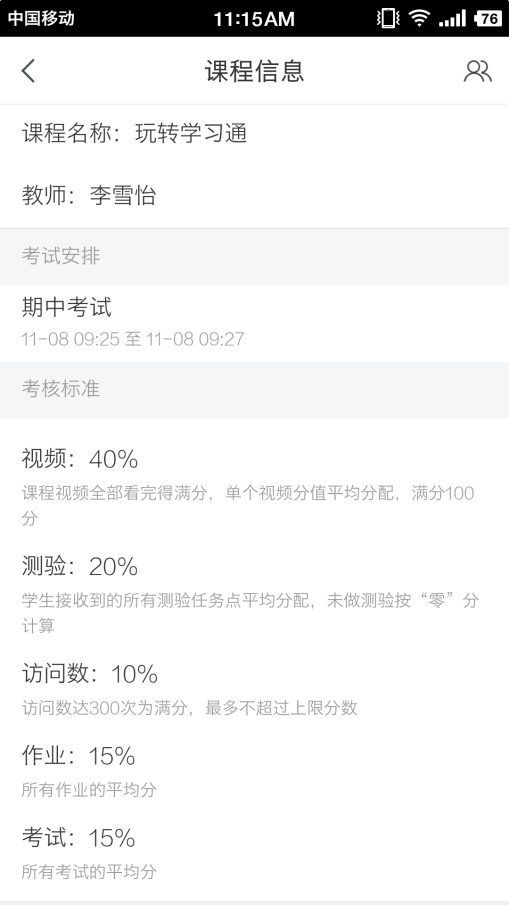 中国移动 11:15AM 76
课程信息
课程名称：玩转学习通
教师：李雪怡
考试安排
期中考试
11-08 09:25 至 11-08 09:27
考核标准
视频：40%
课程视频全部看完得满分，单个视频分值平均分配，满分100
分
测验：20%
学生接收到的所有测验任务点平均分配，未做测验按“零”分
计算
访问数：10%
访问数达300次为满分，最多不超过上限分数
作业：15%
所有作业的平均分
考试：15%
所有考试的平均分